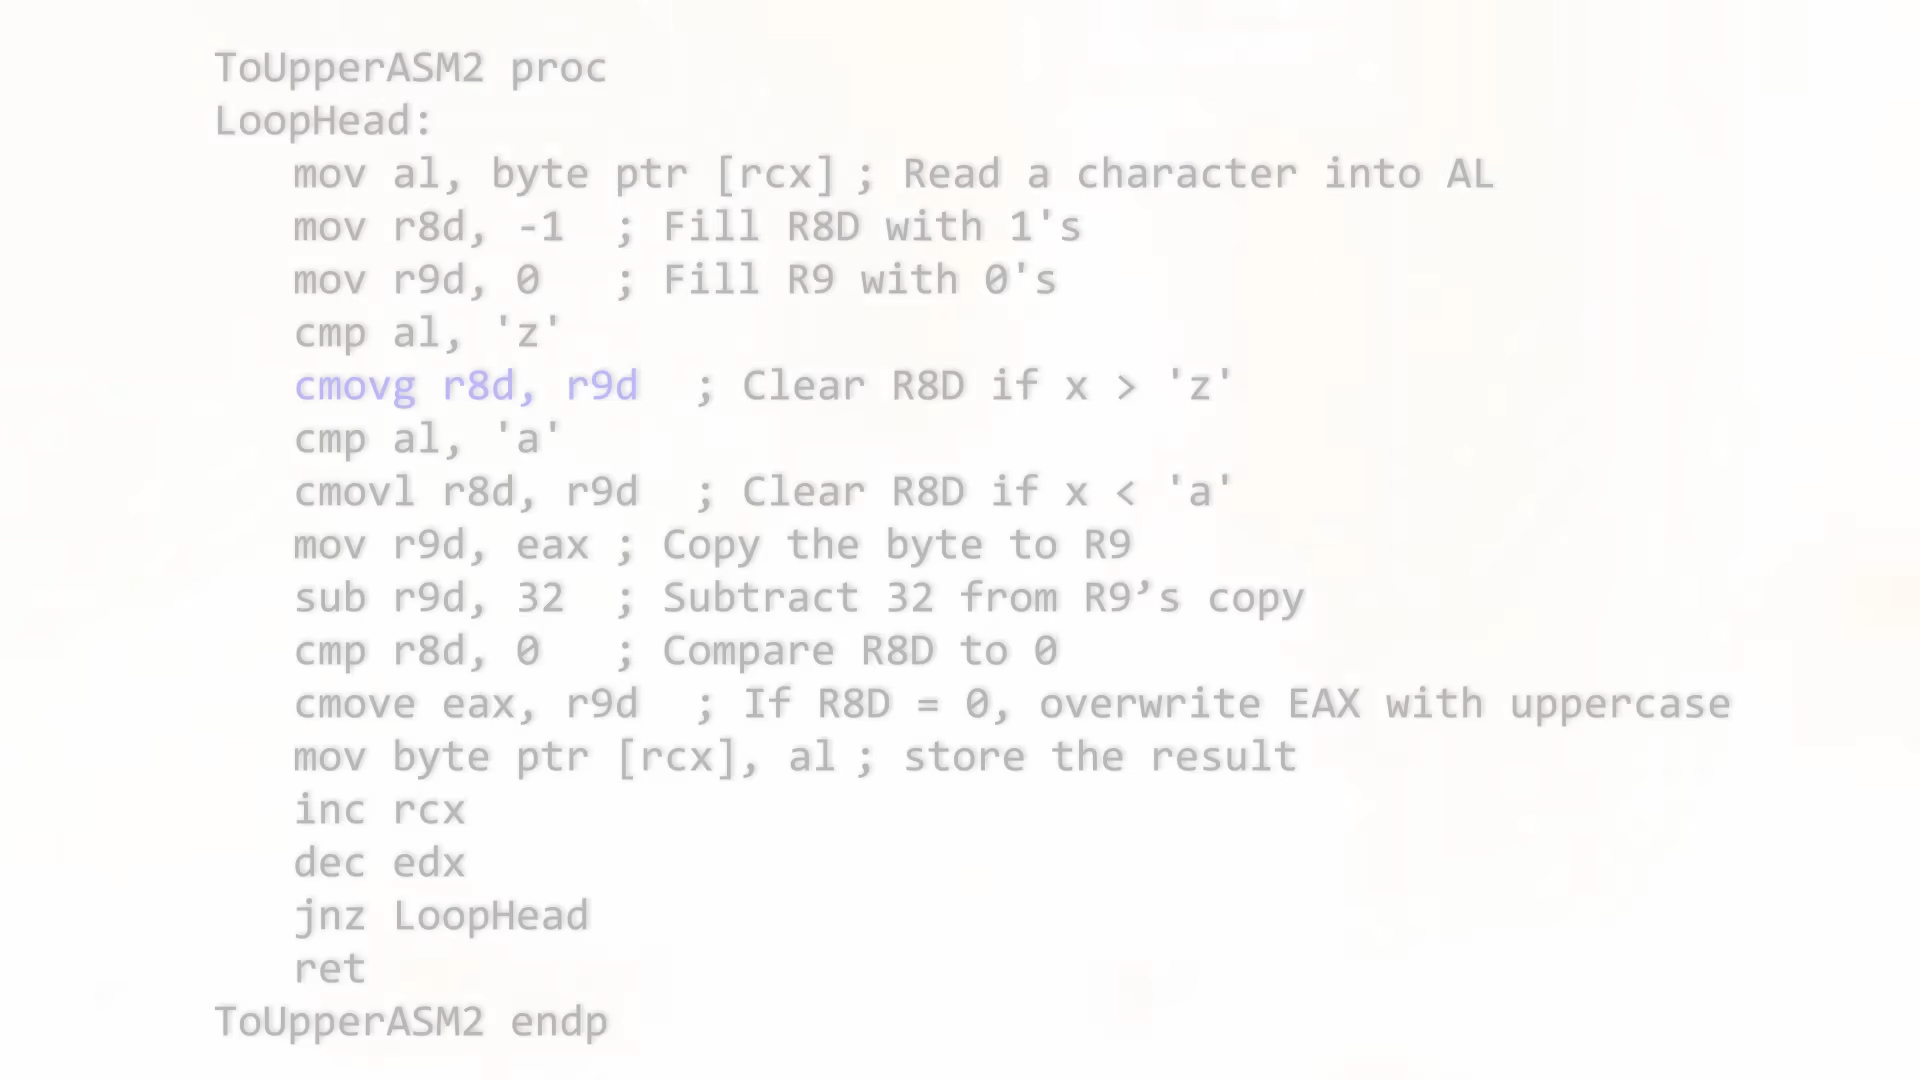 ToUpperASM2 proc
LoopHead:
mov al, byte ptr [rcx] ; Read a character into AL
mov r8d, -1 ; Fill R8D with 1's
mov r9d, 0 ; Fill R9 with 0's
cmp al, 'z'
cmovg r8d, r9d ; Clear R8D if x > 'z'
cmp al, 'a'
cmovl r8d, r9d ; Clear R8D if x < 'a'
mov r9d, eax ; Copy the byte to R9
sub r9d, 32 ; Subtract 32 from R9’s copy
cmp r8d, 0 ; Compare R8D to 0
cmove eax, r9d ; If R8D = 0, overwrite EAX with uppercase
mov byte ptr [rcx], al ; store the result
inc rcx
dec edx
jnz LoopHead
ret
ToUpperASM2 endp